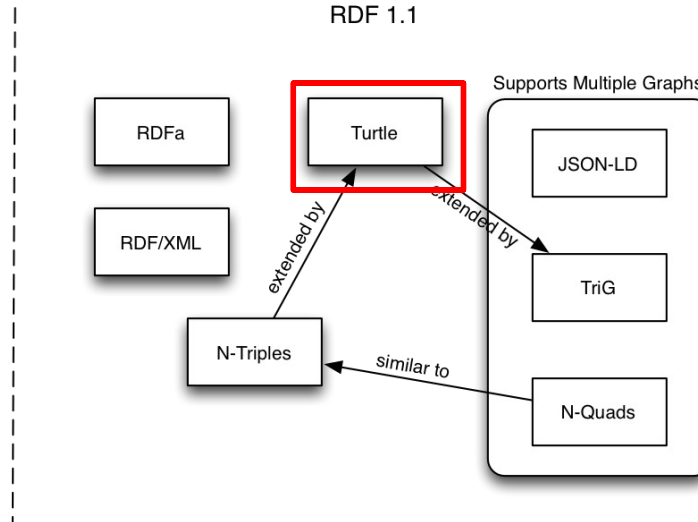 RDF 1.1
Supports Multiple Graphs
RDFa
Turtle
JSON-LD
extended by
extended by
RDF/XML
TriG
N-Triples
similar to
N-Quads